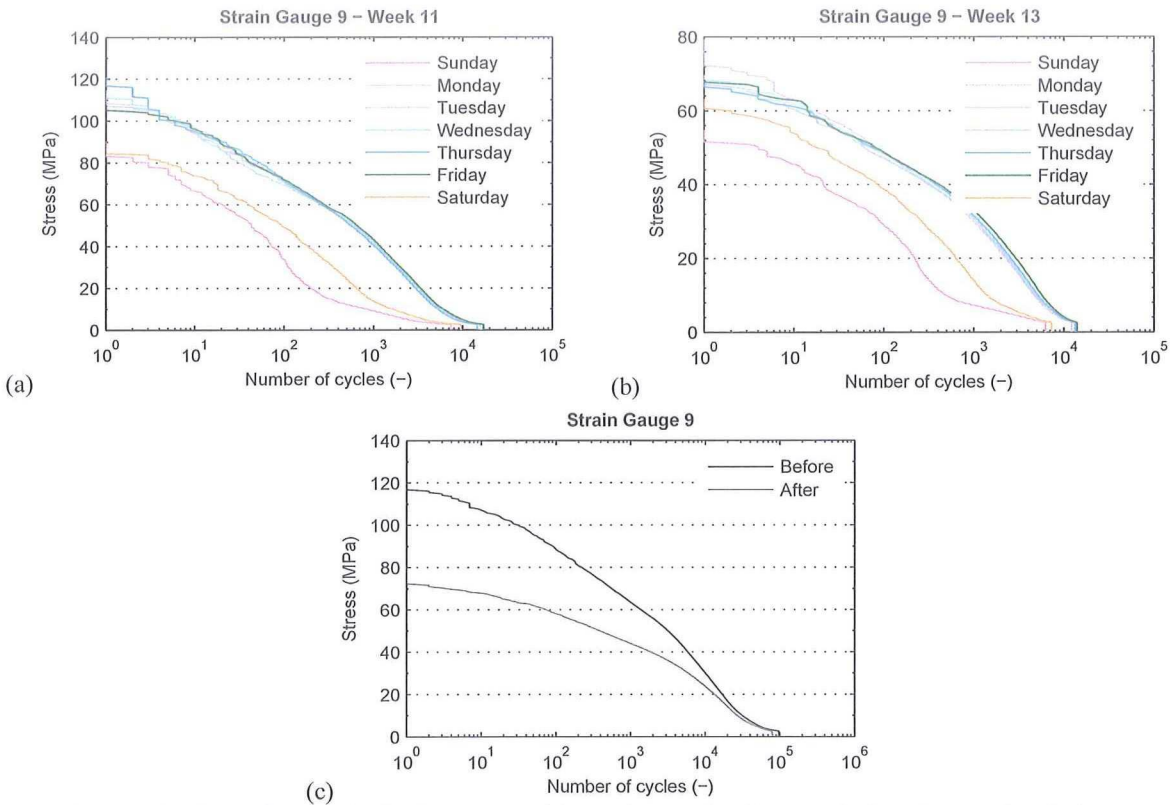 Strain Gauge 9 – Week 11
Stress (MPa)
140
120
100
80
60
40
20
0
Sunday
Monday
Tuesday
Wednesday
Thursday
Friday
Saturday
10^0 10^1 10^2 10^3 10^4 10^5
Number of cycles (–)
(a)
Strain Gauge 9 – Week 13
Stress (MPa)
80
60
40
20
0
Sunday
Monday
Tuesday
Wednesday
Thursday
Friday
Saturday
10^0 10^1 10^2 10^3 10^4 10^5
Number of cycles (–)
(b)
Strain Gauge 9
Stress (MPa)
140
120
100
80
60
40
20
0
Before
After
10^0 10^1 10^2 10^3 10^4 10^5 10^6
Number of cycles (–)
(c)